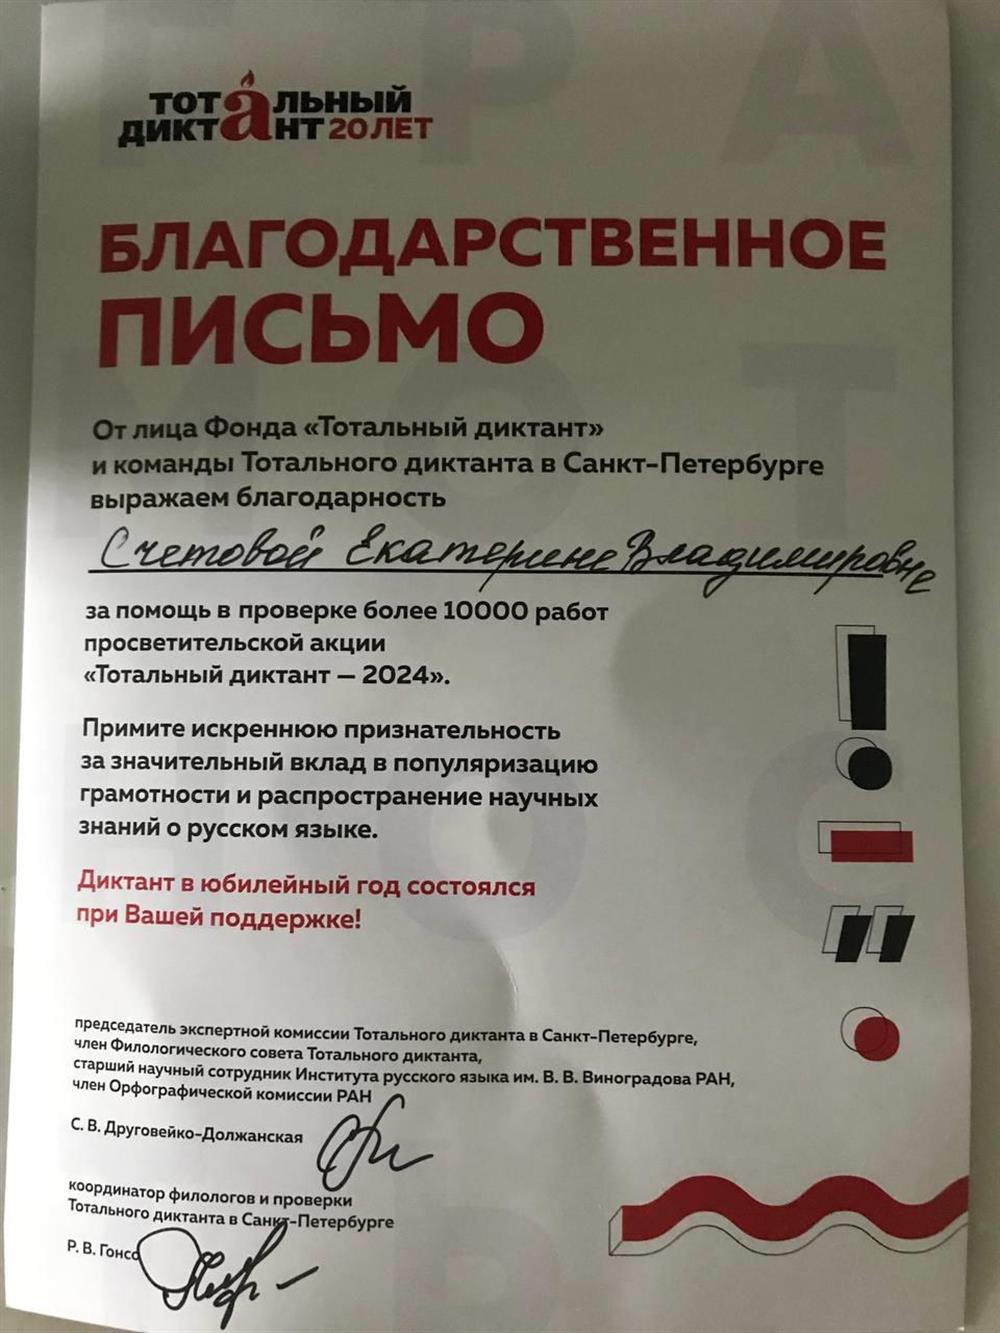 тотальный
диктант 20 лет
БЛАГОДАРСТВЕННОЕ
ПИСЬМО
От лица Фонда «Тотальный диктант»
и команды Тотального диктанта в Санкт-Петербурге
выражаем благодарность
Счетовой Екатерине Владимировне
за помощь в проверке более 10000 работ
просветительской акции
«Тотальный диктант — 2024».
Примите искреннюю признательность
за значительный вклад в популяризацию
грамотности и распространение научных
знаний о русском языке.
Диктант в юбилейный год состоялся
при Вашей поддержке!
председатель экспертной комиссии Тотального диктанта в Санкт-Петербурге,
член Филологического совета Тотального диктанта,
старший научный сотрудник Института русского языка им. В. В. Виноградова РАН,
член Орфографической комиссии РАН
С. В. Друговейко-Должанская
координатор филологов и проверки
Тотального диктанта в Санкт-Петербурге
Р. В. Гонсо